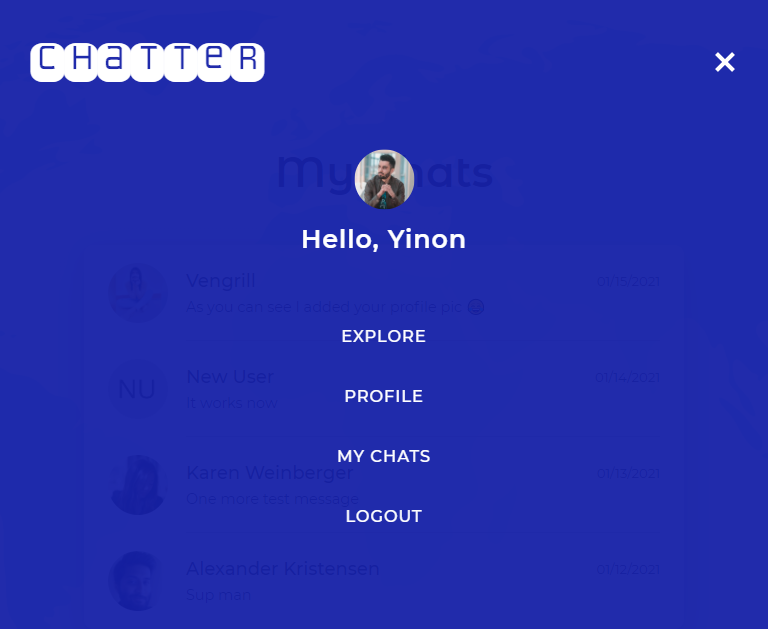 CHaTTeR
My Chats
Hello, Yinon
Vengrill 01/15/2021
As you can see I added your profile pic
EXPLORE
New User 01/14/2021
NU
PROFILE
It works now
MY CHATS
Karen Weinberger 01/13/2021
One more test message
LOGOUT
Alexander Kristensen 01/12/2021
Sup men